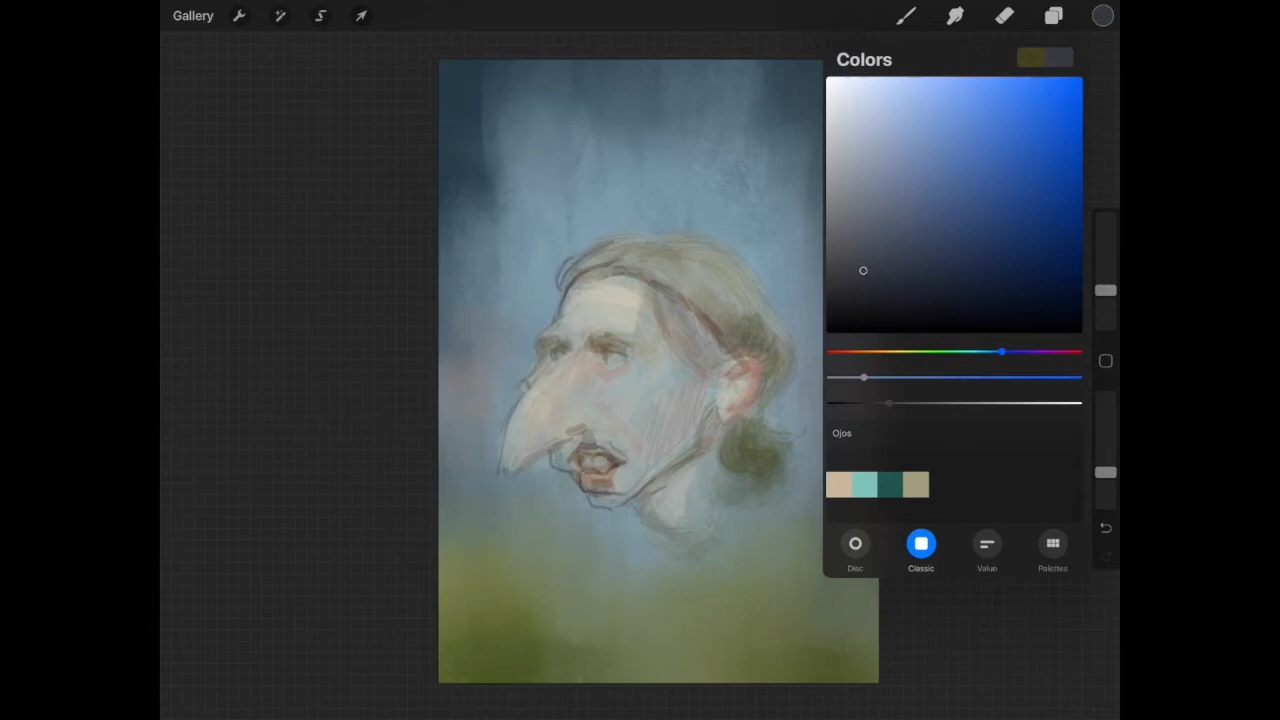 Gallery
Colors
Ojos
Disc
Classic
Value
Palettes